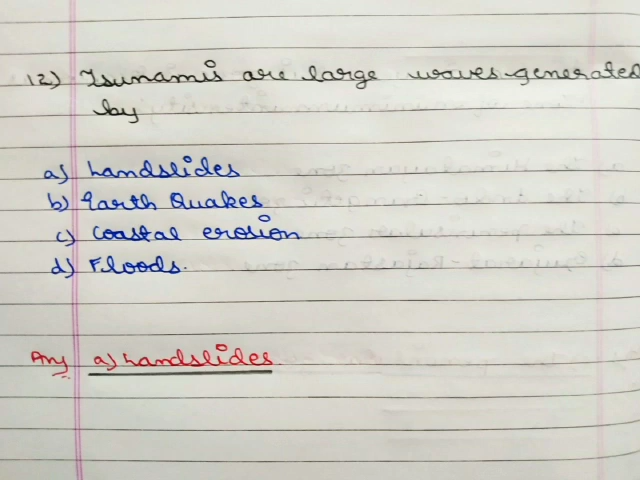 12) Tsunamis are large waves generated
by
a) Landslides
b) Earth Quakes
c) Coastal erosion
d) Floods.
Ans a) Landslides